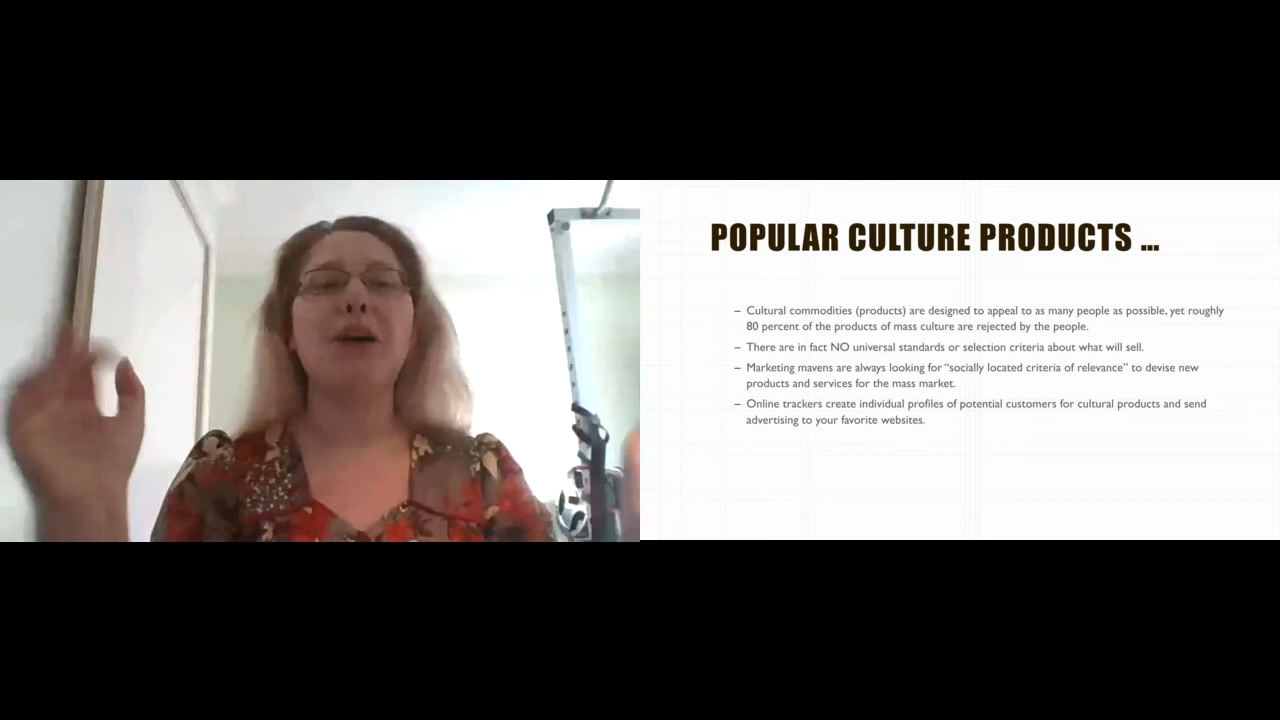 POPULAR CULTURE PRODUCTS ...
– Cultural commodities (products) are designed to appeal to as many people as possible, yet roughly
80 percent of the products of mass culture are rejected by the people.
– There are in fact NO universal standards or selection criteria about what will sell.
– Marketing mavens are always looking for “socially located criteria of relevance” to devise new
products and services for the mass market.
– Online trackers create individual profiles of potential customers for cultural products and send
advertising to your favorite websites.